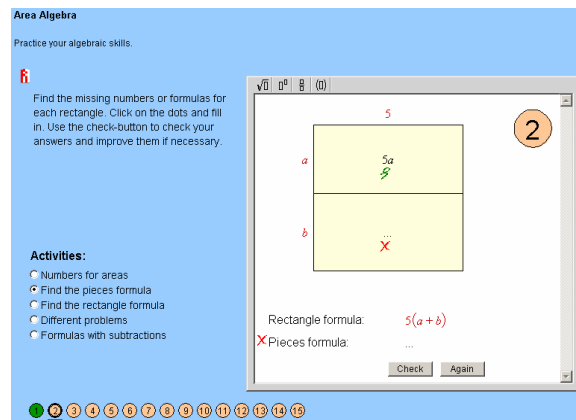 Area Algebra
Practice your algebraic skills.
Find the missing numbers or formulas for
each rectangle. Click on the dots and fill
in. Use the check-button to check your
answers and improve them if necessary.
√▯ ▯▯ (▯)
5
2
a
5a
b
...
Activities:
Numbers for areas
Find the pieces formula
Find the rectangle formula
Different problems
Formulas with subtractions
Rectangle formula: 5(a + b)
Pieces formula: ...
Check Again
1 2 3 4 5 6 7 8 9 10 11 12 13 14 15